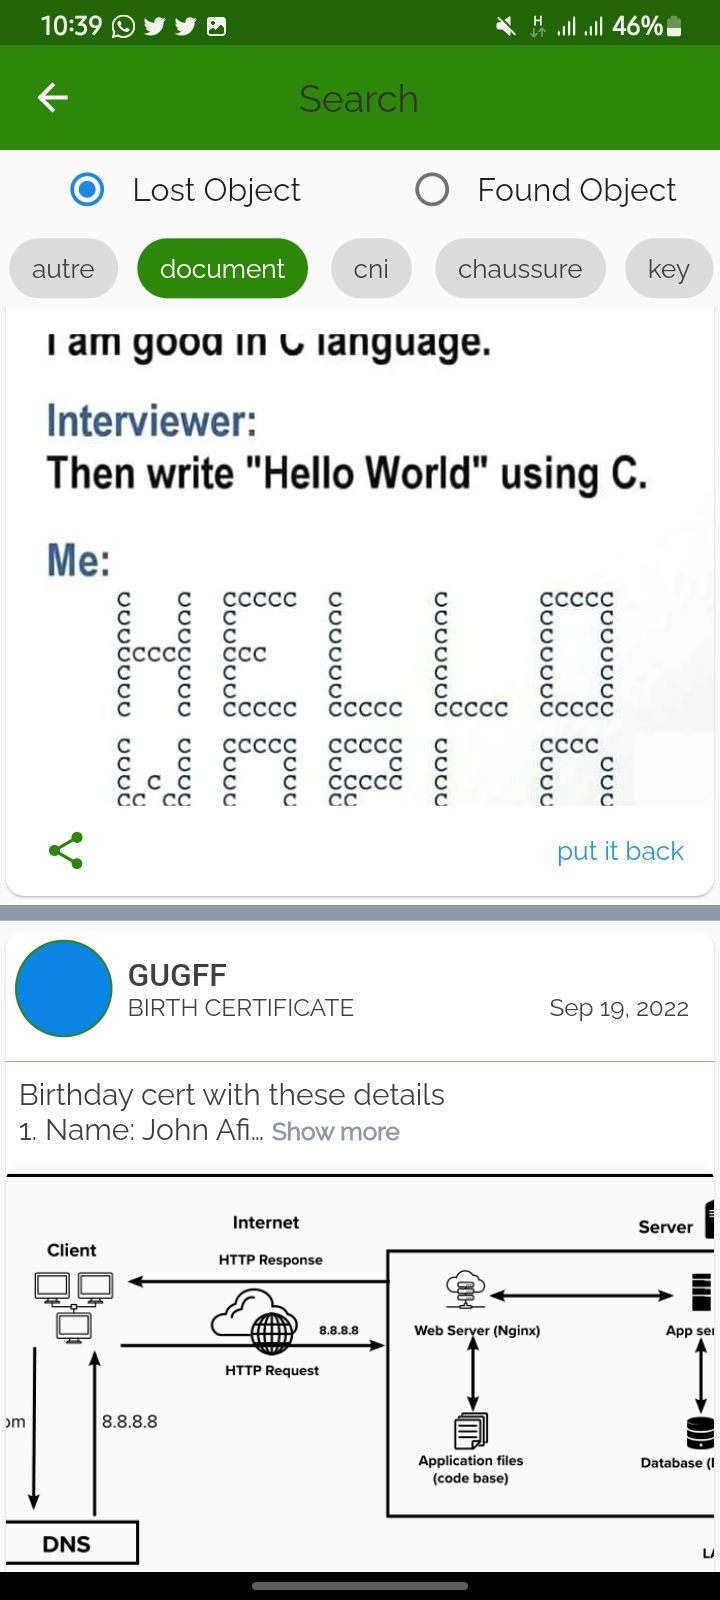 10:39
H
46%
Search
Lost Object
Found Object
autre
document
cni
chaussure
key
I am good in C language.
Interviewer:
Then write "Hello World" using C.
Me:
C C CCCCC C C CCCCC
C C C C C C C
C C C C C C C
CCCCC CCC C C C C
C C C C C C C
C C C C C C C
C C CCCCC CCCCC CCCCC CCCCC
C C CCCCC CCCCC C CCCC
C C C C C C C C C
C C C C C CCCCC C C C
CC CC C C CC C C C
put it back
GUGFF
BIRTH CERTIFICATE
Sep 19, 2022
Birthday cert with these details
1. Name: John Afi... Show more
Internet
Server
Client
HTTP Response
8.8.8.8
Web Server (Nginx)
App ser
HTTP Request
om
8.8.8.8
Application files
(code base)
Database (
DNS